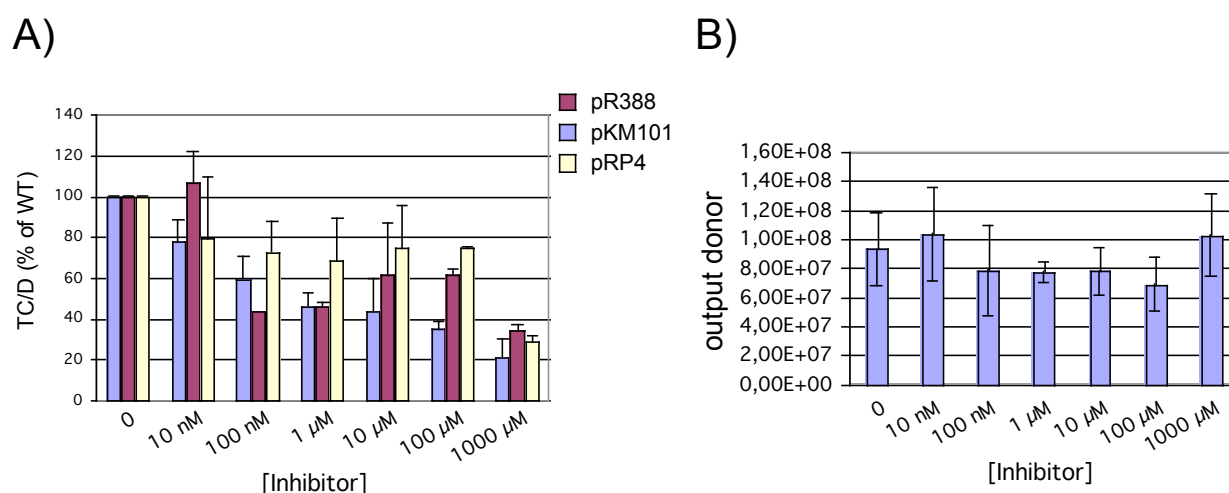 A)
TC/D (% of WT)
140
120
100
80
60
40
20
0
0
10 nM
100 nM
1 µM
10 µM
100 µM
1000 µM
[Inhibitor]
pR388
pKM101
pRP4
B)
output donor
1,60E+08
1,40E+08
1,20E+08
1,00E+08
8,00E+07
6,00E+07
4,00E+07
2,00E+07
0,00E+00
0
10 nM
100 nM
1 µM
10 µM
100 µM
1000 µM
[Inhibitor]